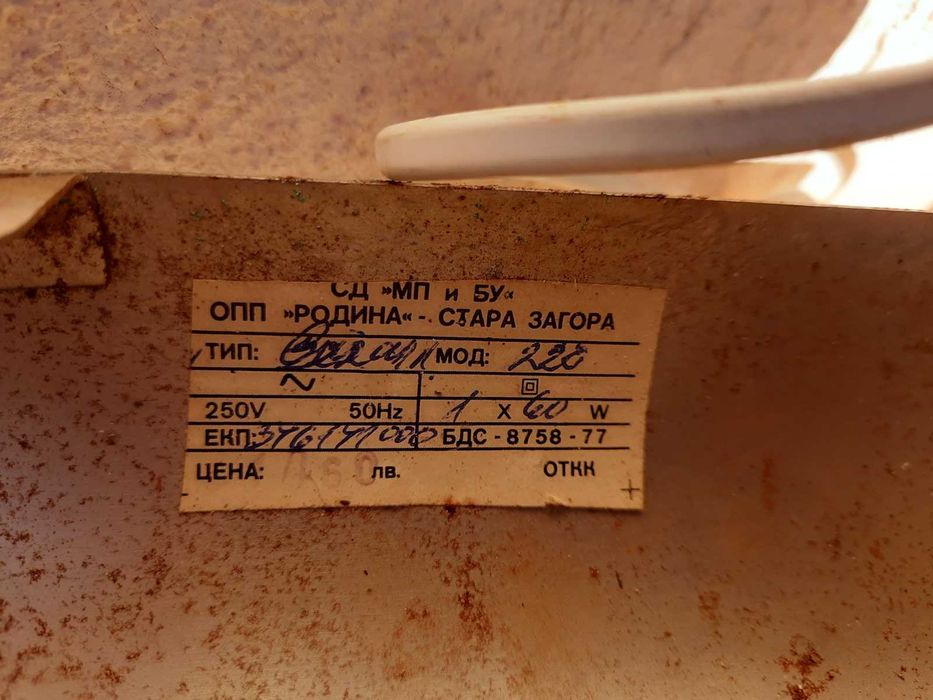 СД »МП и БУ«
ОПП »РОДИНА« - СТАРА ЗАГОРА
ТИП: МОД: 220
~
250V 50Hz 1 X 60 W
ЕКП: БДС - 8758 - 77
ЦЕНА: лв. ОТКК